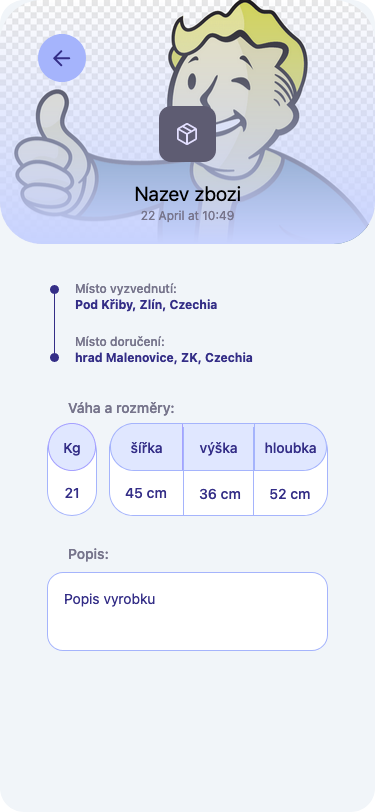 Nazev zbozi
22 April at 10:49
Místo vyzvednutí:
Pod Křiby, Zlín, Czechia
Místo doručení:
hrad Malenovice, ZK, Czechia
Váha a rozměry:
Kg šířka výška hloubka
21 45 cm 36 cm 52 cm
Popis:
Popis vyrobku